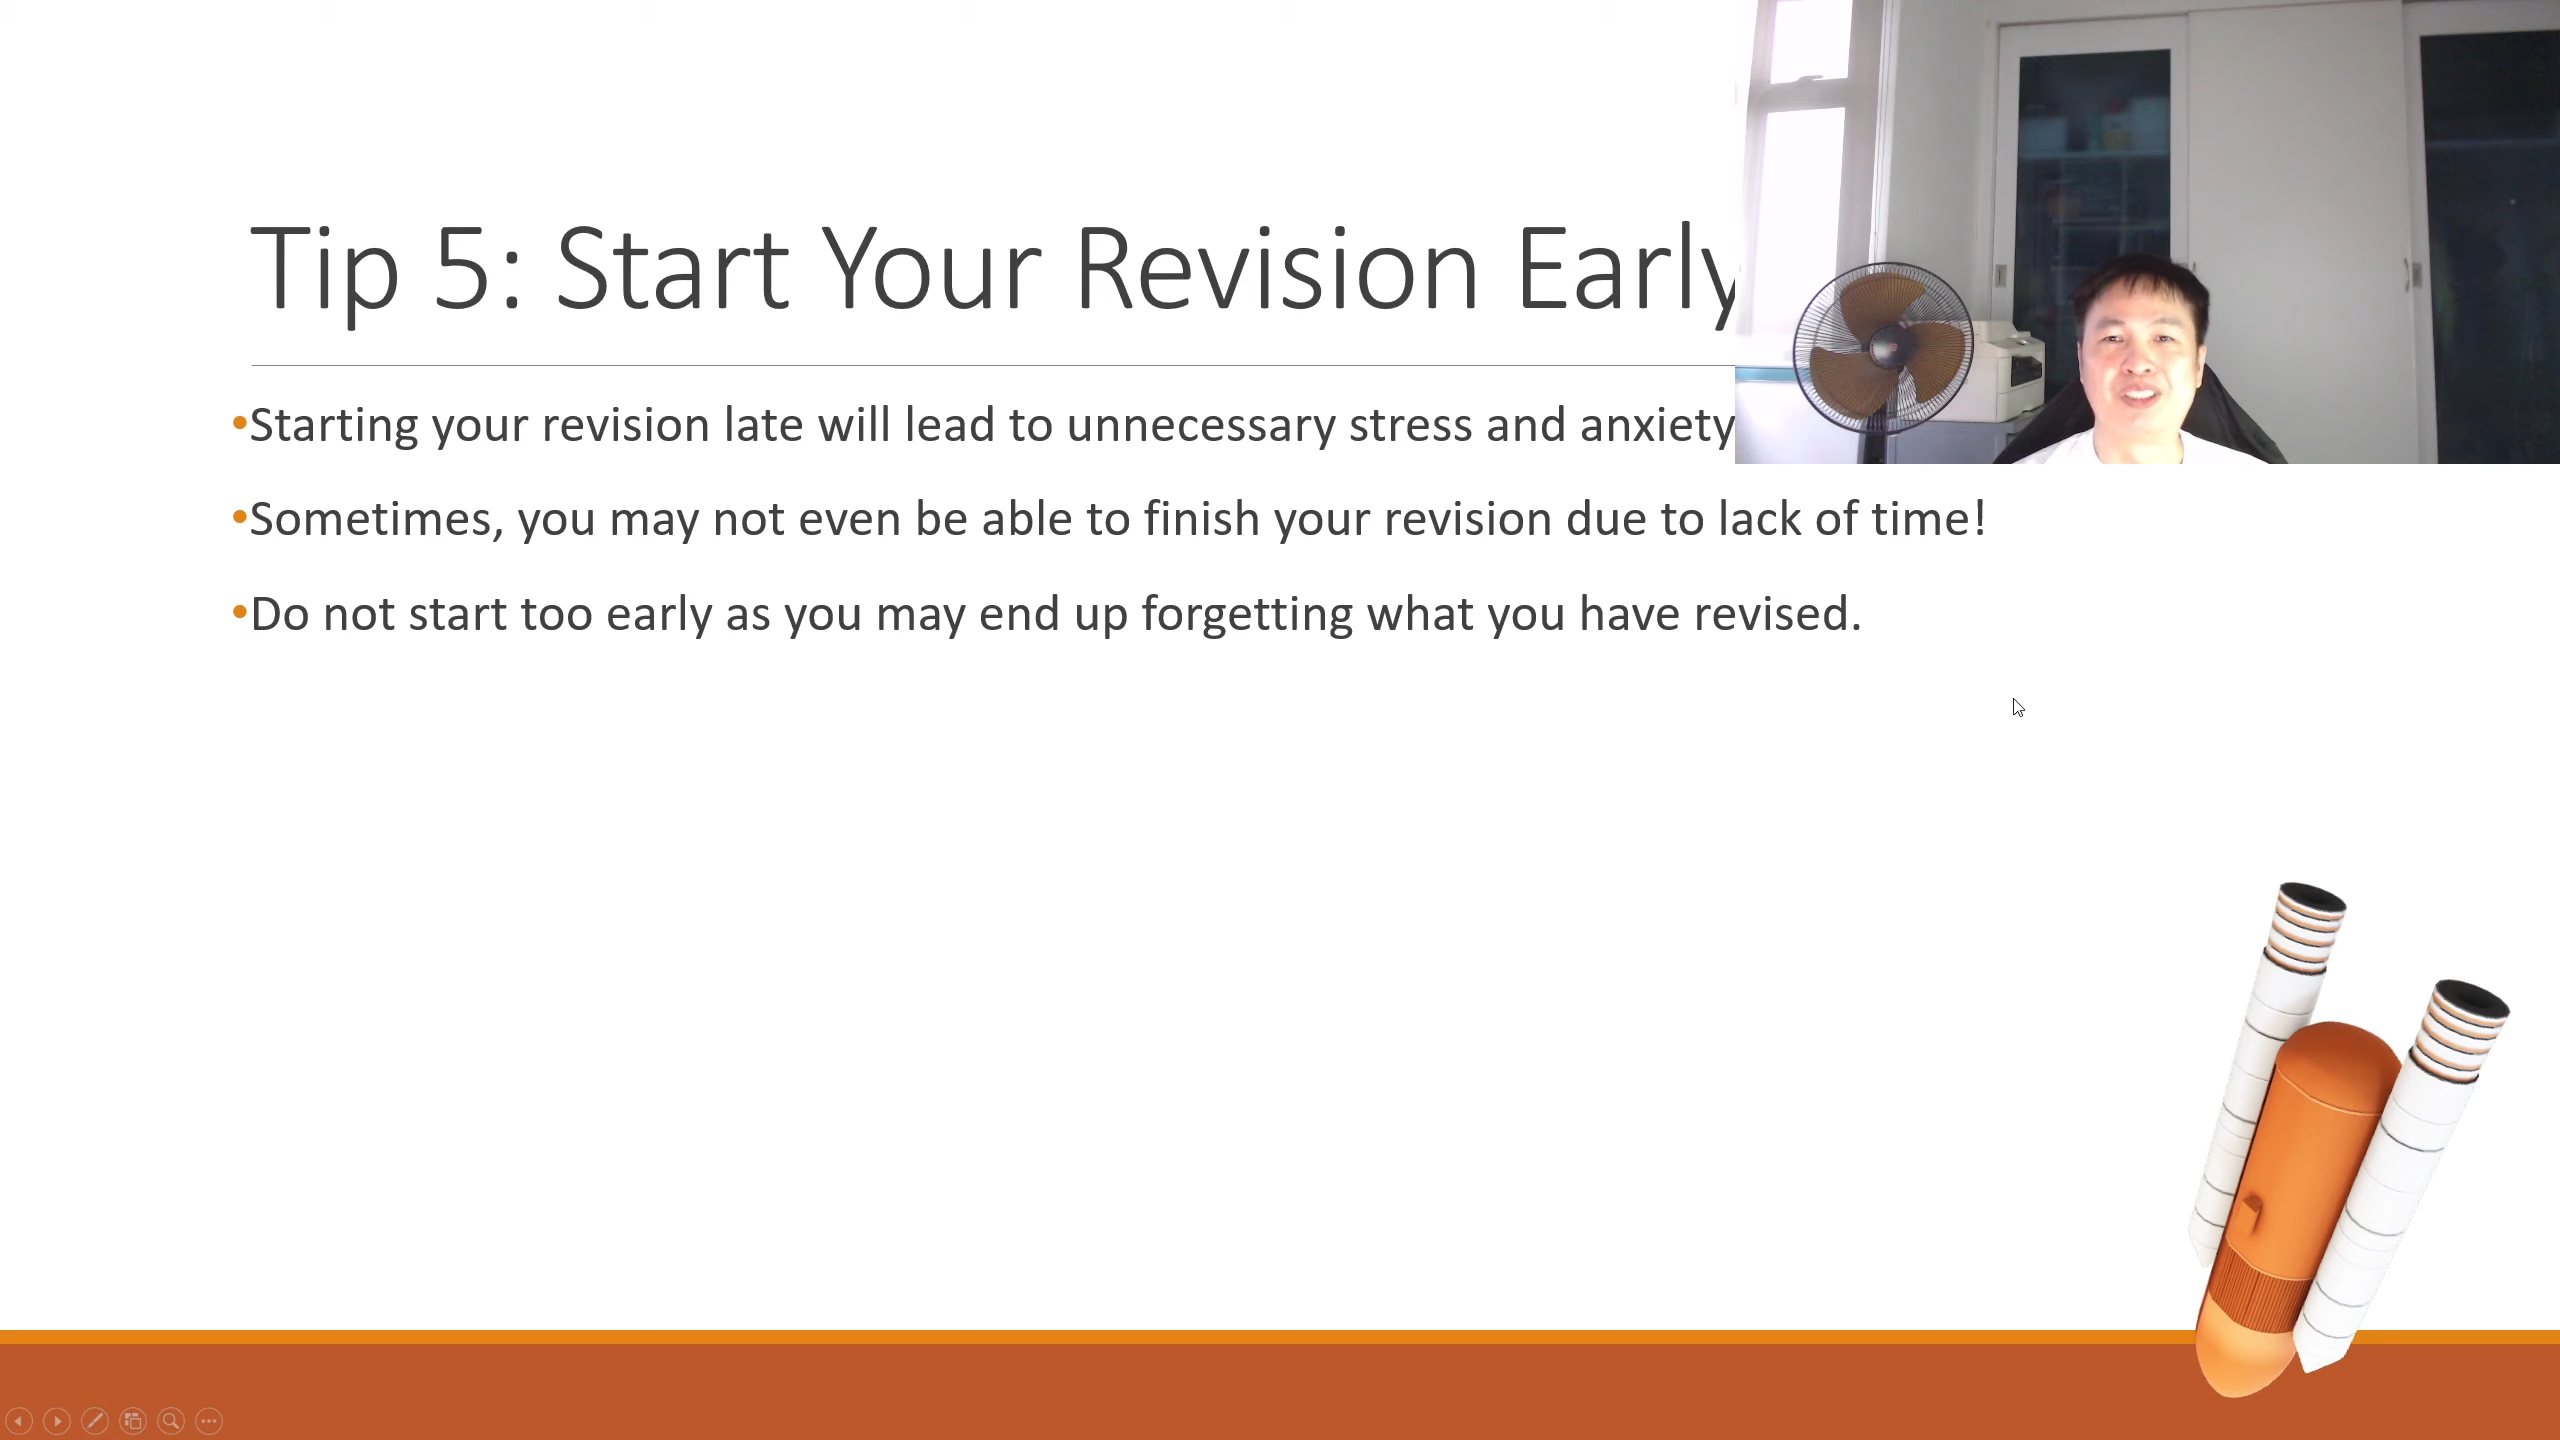 Tip 5: Start Your Revision Early
•Starting your revision late will lead to unnecessary stress and anxiety
•Sometimes, you may not even be able to finish your revision due to lack of time!
•Do not start too early as you may end up forgetting what you have revised.